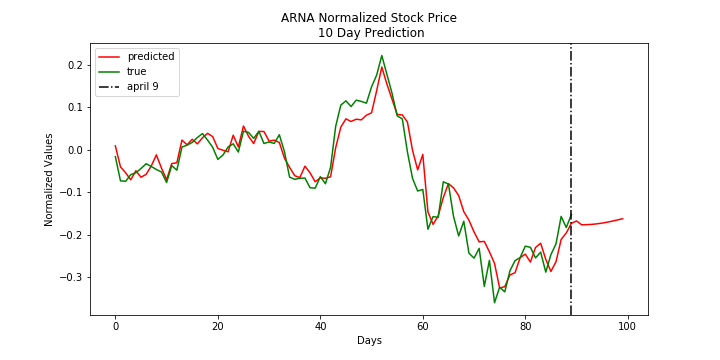 ARNA Normalized Stock Price
10 Day Prediction
predicted
true
april 9
Normalized Values
0.2
0.1
0.0
−0.1
−0.2
−0.3
0
20
40
60
80
100
Days